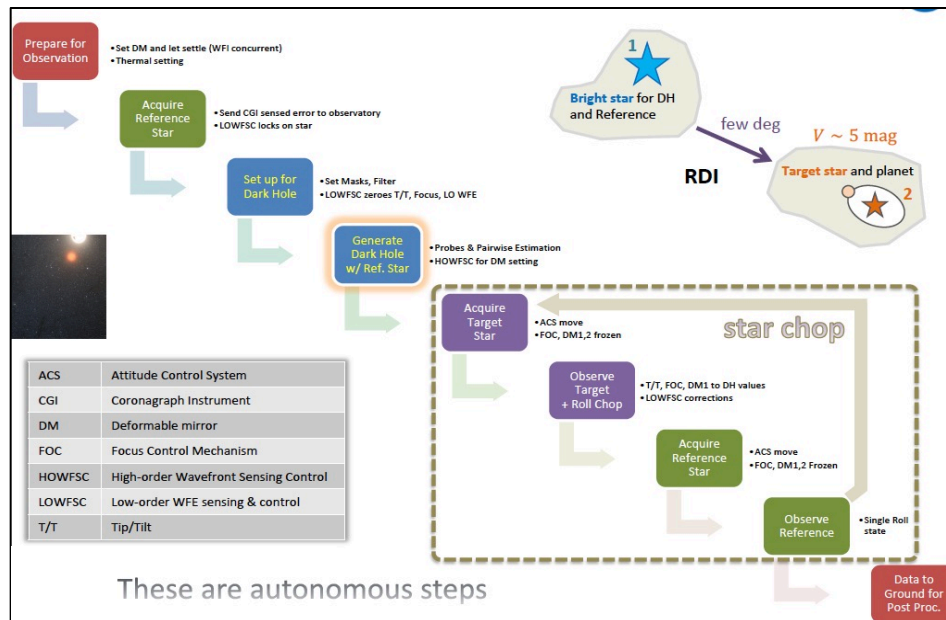 Prepare for
Observation
•Set DM and let settle (WFI concurrent)
•Thermal setting
Acquire
Reference
Star
•Send CGI sensed error to observatory
•LOWFSC locks on star
Set up for
Dark Hole
•Set Masks, Filter
•LOWFSC zeroes T/T, Focus, LO WFE
Generate
Dark Hole
w/ Ref. Star
•Probes & Pairwise Estimation
•HOWFSC for DM setting
1
Bright star for DH
and Reference
few deg
RDI
V ~ 5 mag
Target star and planet
2
star chop
Acquire
Target
Star
•ACS move
•FOC, DM1,2 frozen
Observe
Target
+ Roll Chop
•T/T, FOC, DM1 to DH values
•LOWFSC corrections
Acquire
Reference
Star
•ACS move
•FOC, DM1,2 Frozen
Observe
Reference
•Single Roll
state
Data to
Ground for
Post Proc.
ACS Attitude Control System
CGI Coronagraph Instrument
DM Deformable mirror
FOC Focus Control Mechanism
HOWFSC High-order Wavefront Sensing Control
LOWFSC Low-order WFE sensing & control
T/T Tip/Tilt
These are autonomous steps